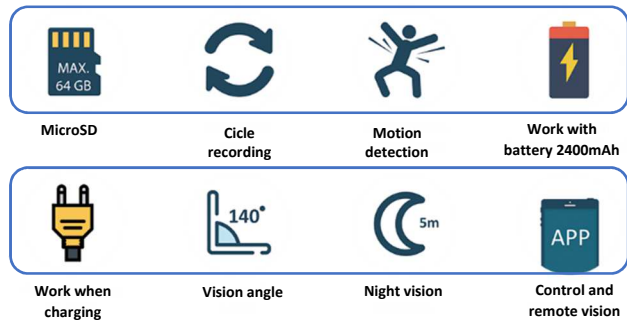 MAX.
64 GB
MicroSD
Cicle
recording
Motion
detection
Work with
battery 2400mAh
140°
5m
APP
Work when
charging
Vision angle
Night vision
Control and
remote vision